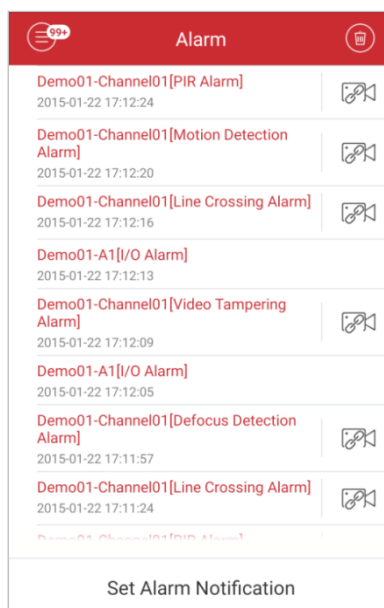 99+
Alarm
Demo01-Channel01[PIR Alarm]
2015-01-22 17:12:24
Demo01-Channel01[Motion Detection
Alarm]
2015-01-22 17:12:20
Demo01-Channel01[Line Crossing Alarm]
2015-01-22 17:12:16
Demo01-A1[I/O Alarm]
2015-01-22 17:12:13
Demo01-Channel01[Video Tampering
Alarm]
2015-01-22 17:12:09
Demo01-A1[I/O Alarm]
2015-01-22 17:12:05
Demo01-Channel01[Defocus Detection
Alarm]
2015-01-22 17:11:57
Demo01-Channel01[Line Crossing Alarm]
2015-01-22 17:11:24
Demo01-Channel01[PIR Alarm]
Set Alarm Notification